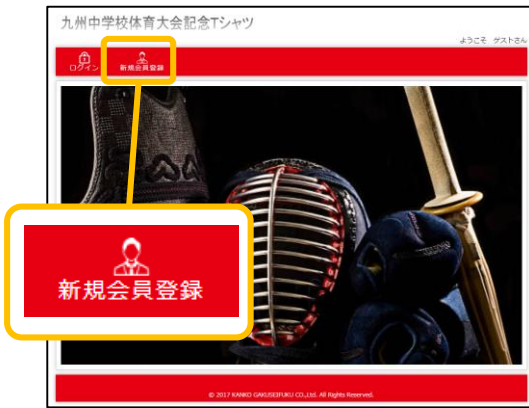 九州中学校体育大会記念Tシャツ
ようこそ ゲストさん
ログイン
新規会員登録
新規会員登録
© 2017 KANKO GAKUSEIFUKU CO.,Ltd. All Rights Reserved.